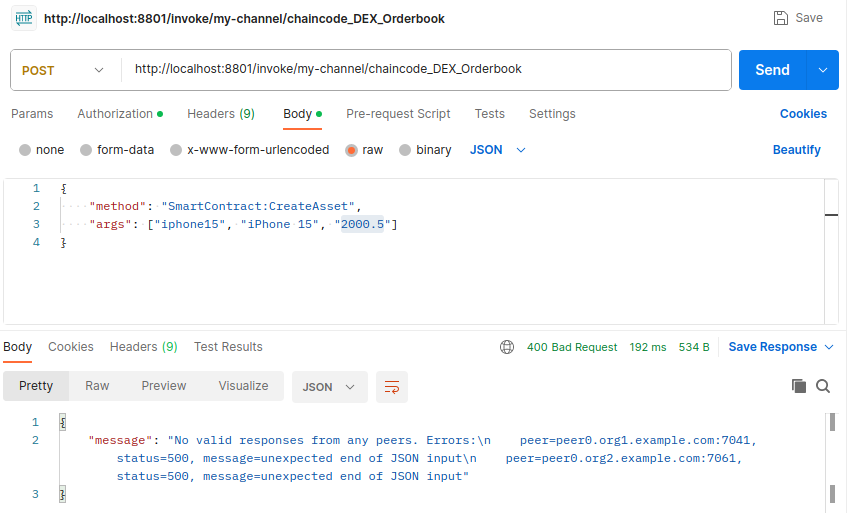 HTTP http://localhost:8801/invoke/my-channel/chaincode_DEX_Orderbook Save
POST http://localhost:8801/invoke/my-channel/chaincode_DEX_Orderbook Send
Params Authorization Headers (9) Body Pre-request Script Tests Settings Cookies
none form-data x-www-form-urlencoded raw binary JSON Beautify
1 {
2 "method": "SmartContract:CreateAsset",
3 "args": ["iphone15", "iPhone 15", "2000.5"]
4 }
Body Cookies Headers (9) Test Results 400 Bad Request 192 ms 534 B Save Response
Pretty Raw Preview Visualize JSON
1 {
2 "message": "No valid responses from any peers. Errors:\n    peer=peer0.org1.example.com:7041,
status=500, message=unexpected end of JSON input\n    peer=peer0.org2.example.com:7061,
status=500, message=unexpected end of JSON input"
3 }